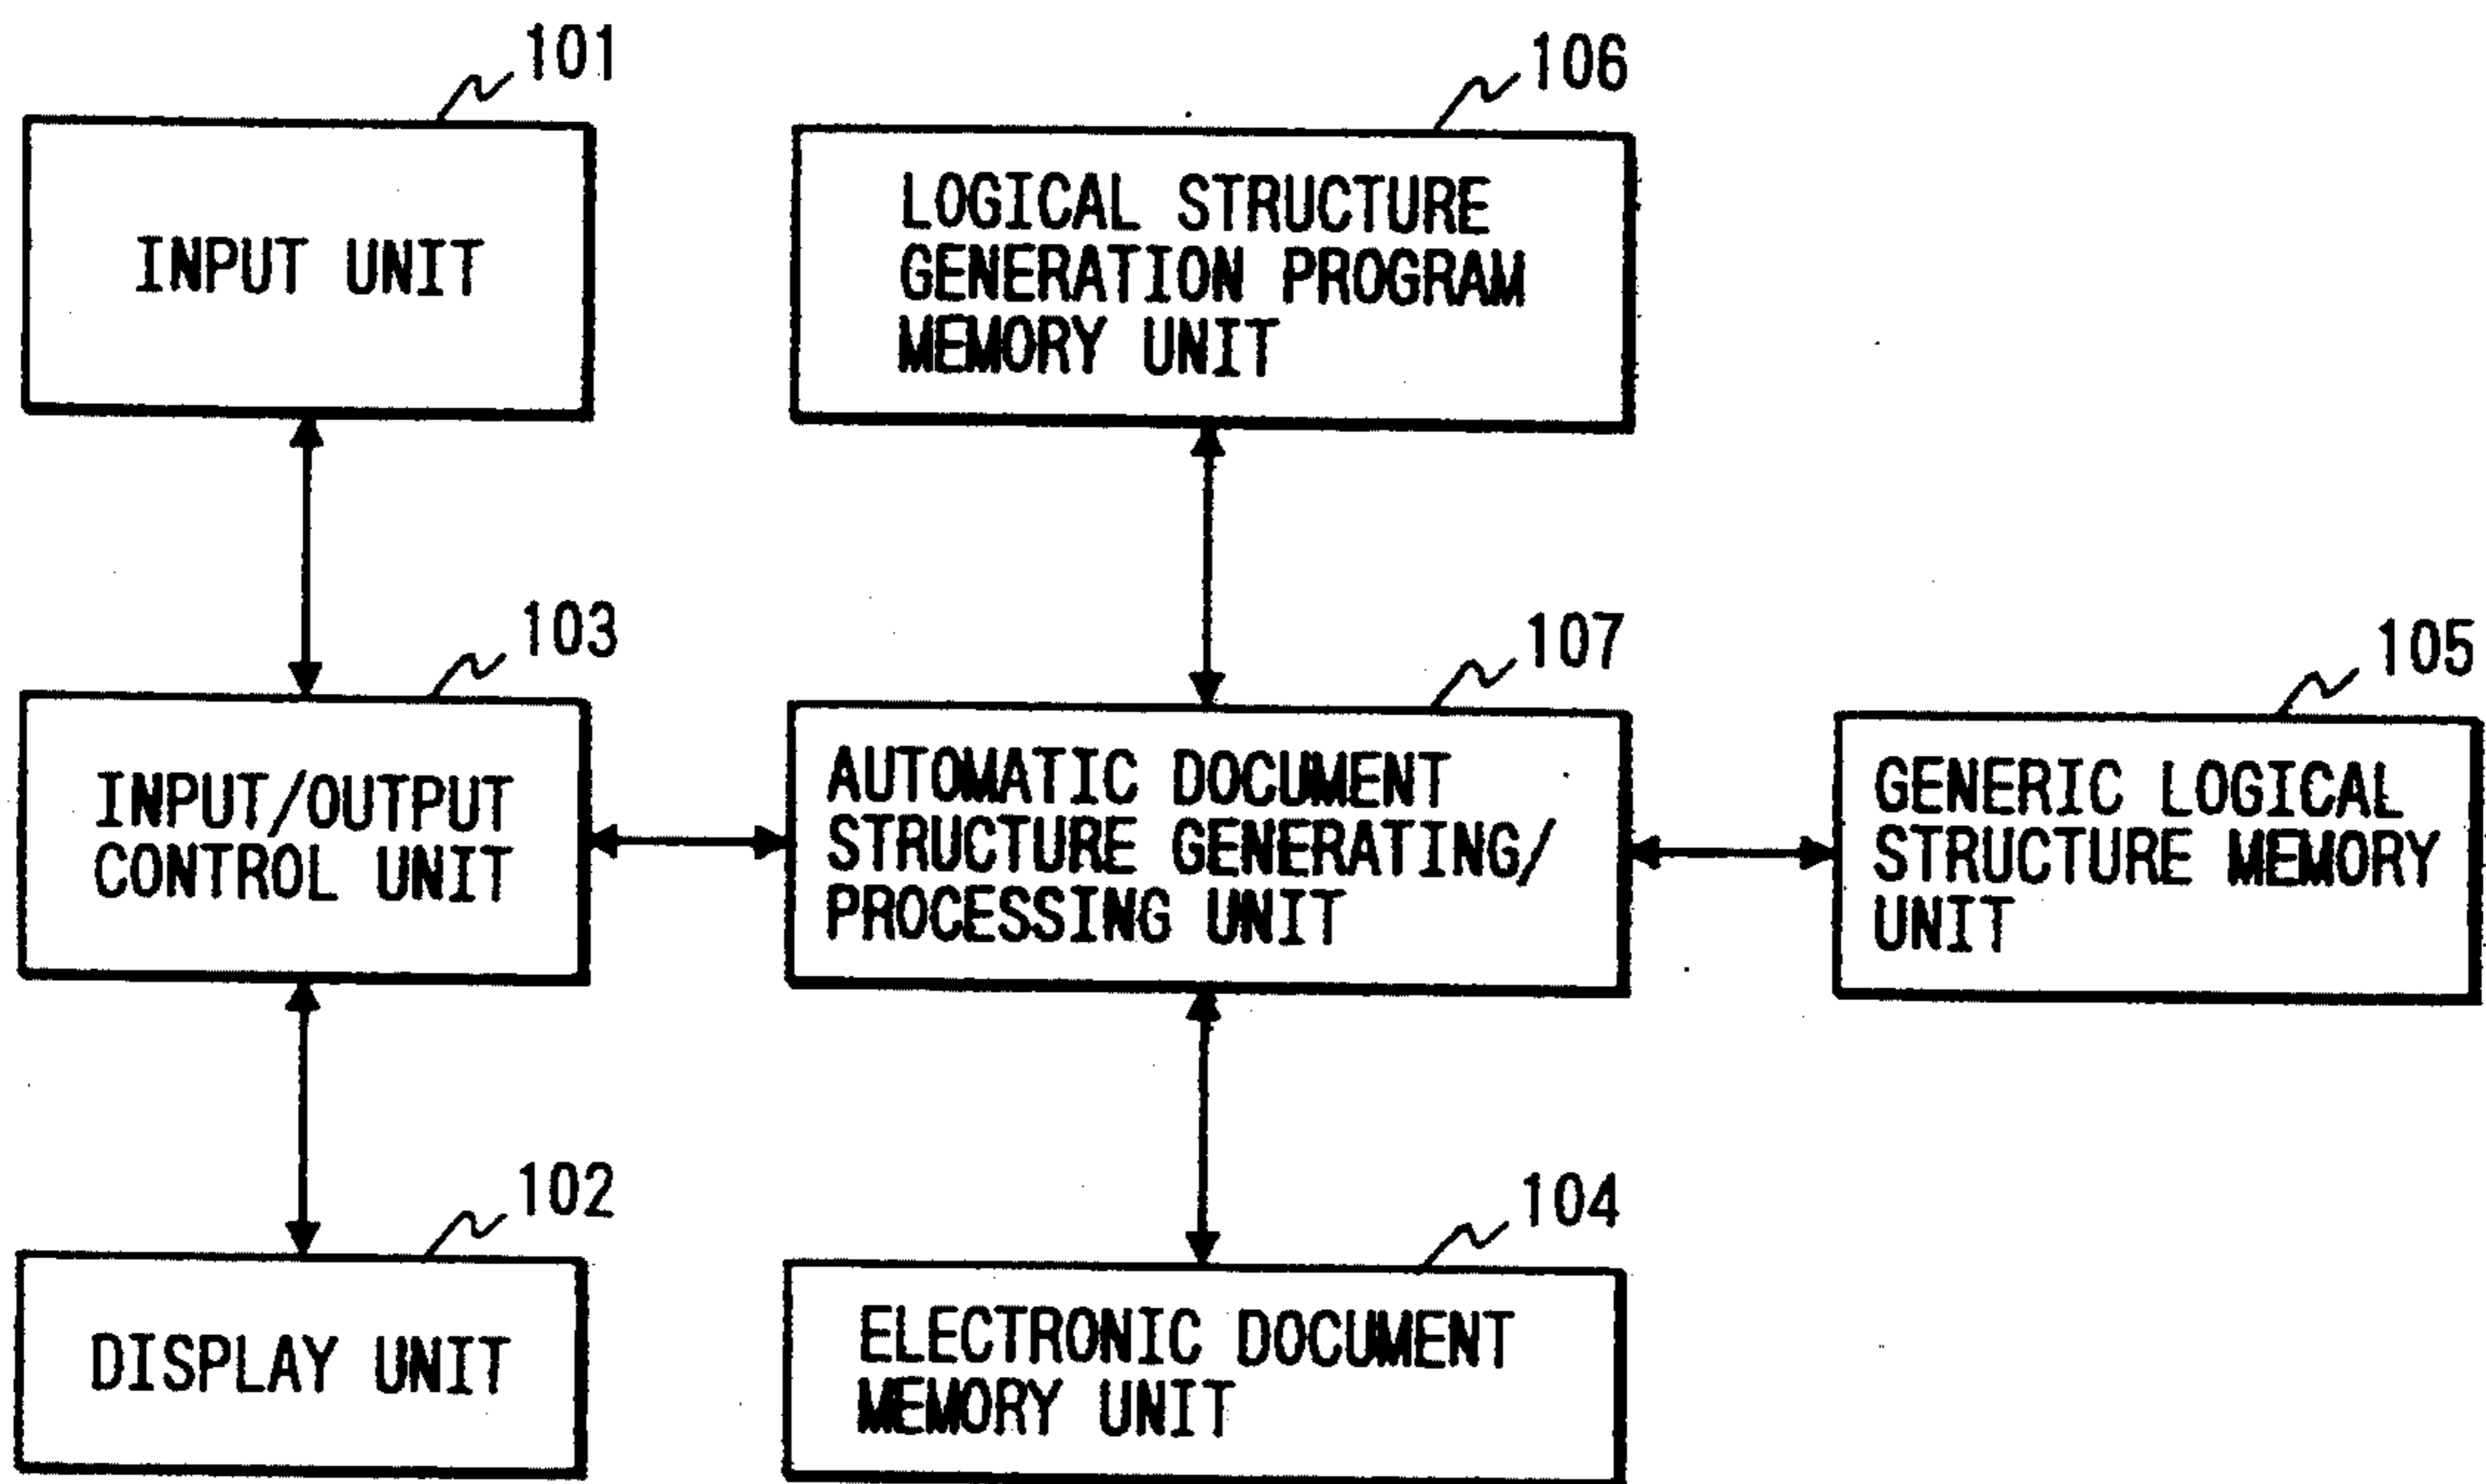 101
INPUT UNIT
106
LOGICAL STRUCTURE
GENERATION PROGRAM
MEMORY UNIT
103
INPUT/OUTPUT
CONTROL UNIT
107
AUTOMATIC DOCUMENT
STRUCTURE GENERATING/
PROCESSING UNIT
105
GENERIC LOGICAL
STRUCTURE MEMORY
UNIT
102
DISPLAY UNIT
104
ELECTRONIC DOCUMENT
MEMORY UNIT